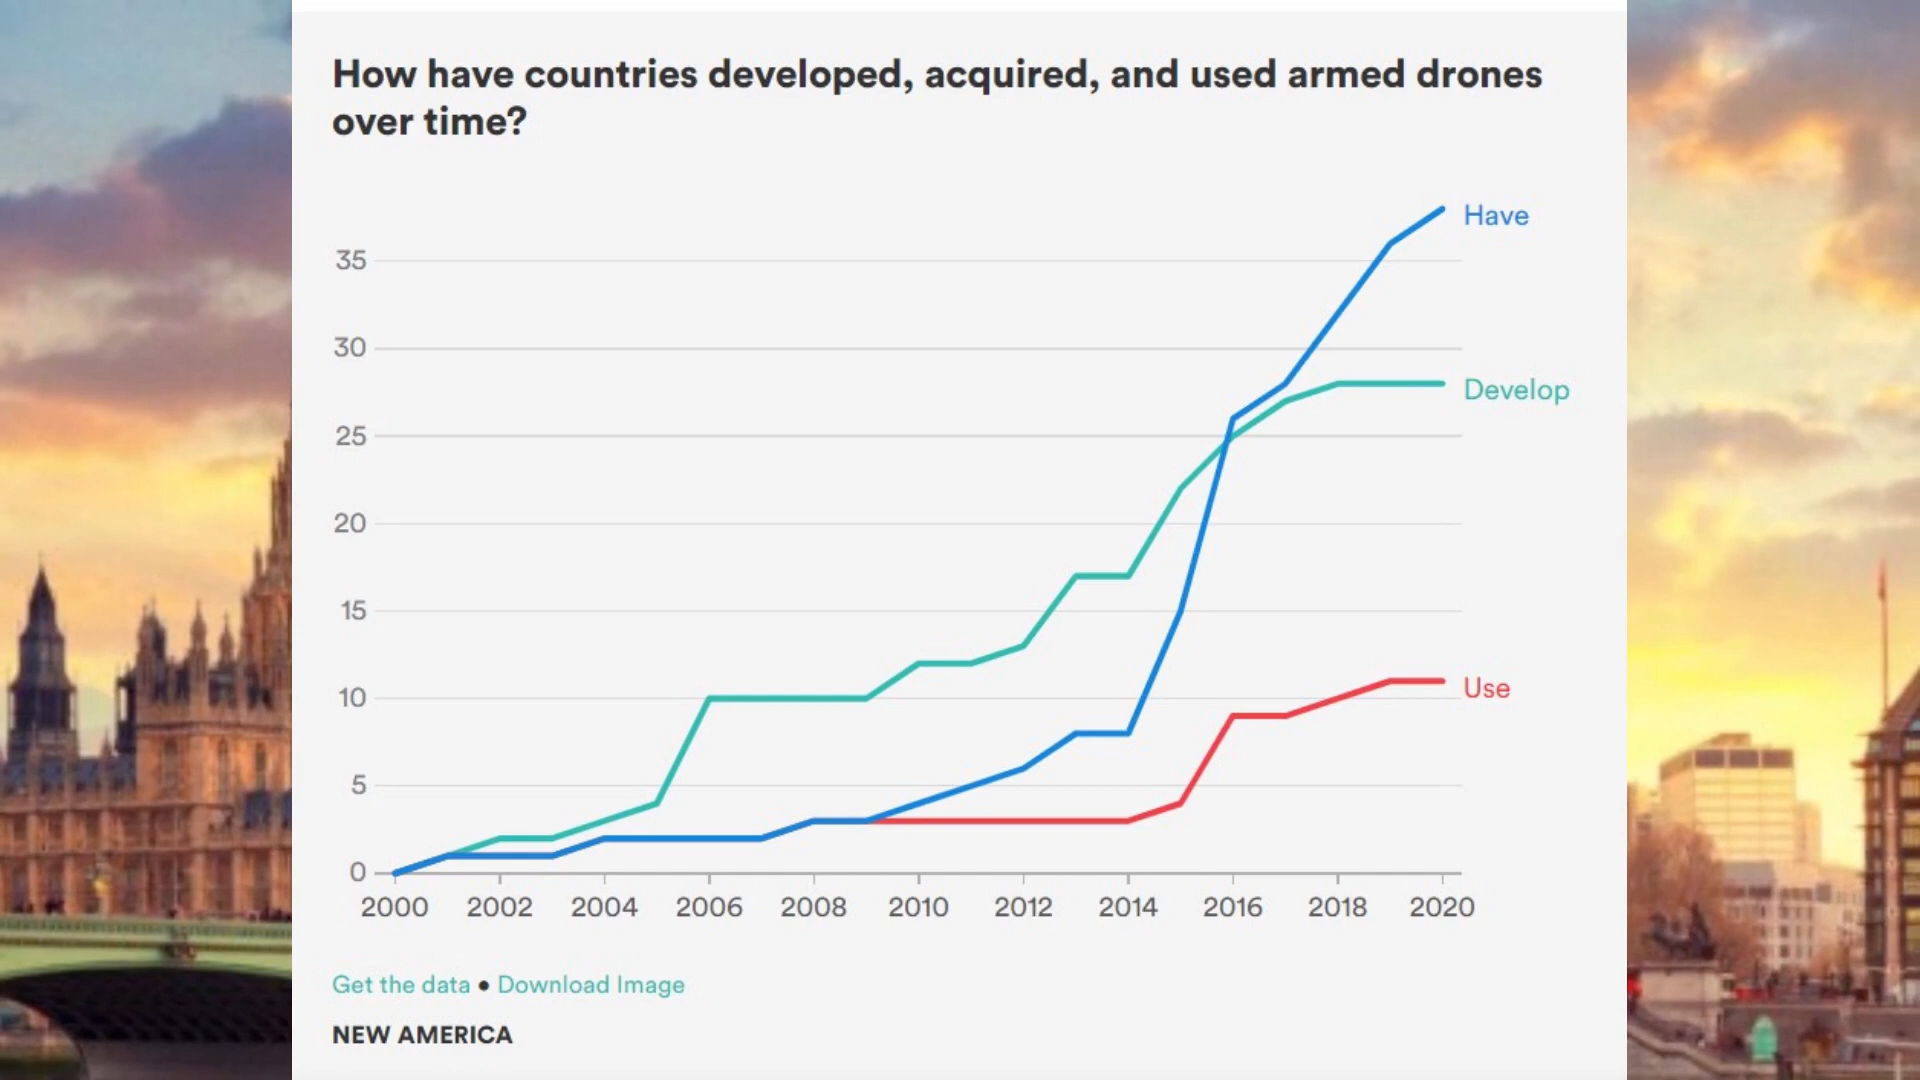 How have countries developed, acquired, and used armed drones
over time?
Have
35
30
Develop
25
20
15
10
Use
5
0
2000 2002 2004 2006 2008 2010 2012 2014 2016 2018 2020
Get the data • Download Image
NEW AMERICA